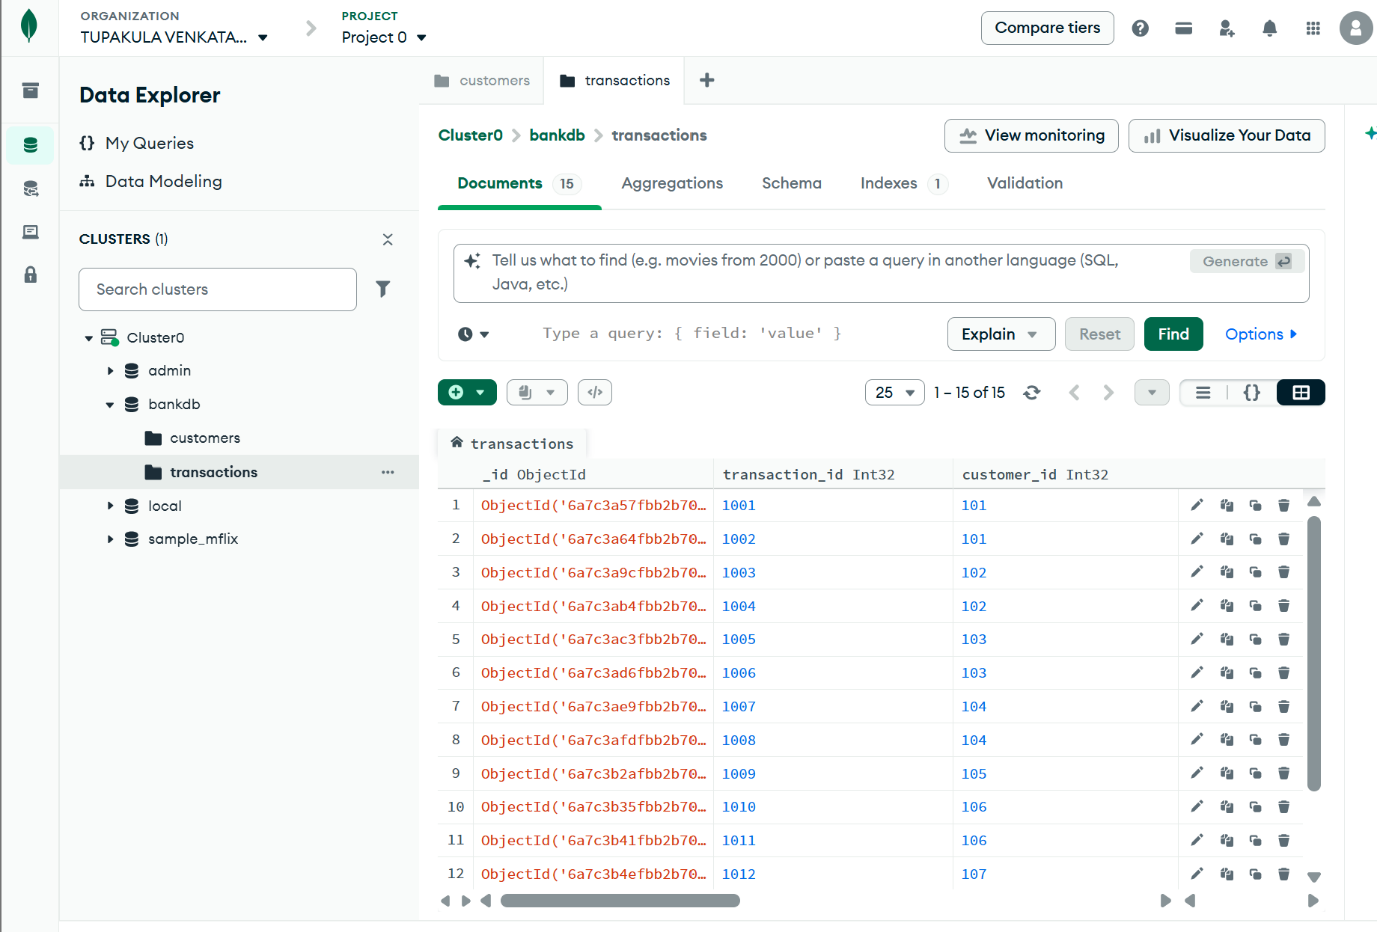 ORGANIZATION
TUPAKULA VENKATA...
PROJECT
Project 0
Compare tiers
Data Explorer
My Queries
Data Modeling
CLUSTERS (1)
Search clusters
Cluster0
admin
bankdb
customers
transactions
local
sample_mflix
customers
transactions
Cluster0 > bankdb > transactions
View monitoring
Visualize Your Data
Documents 15
Aggregations
Schema
Indexes 1
Validation
Tell us what to find (e.g. movies from 2000) or paste a query in another language (SQL,
Java, etc.)
Generate
Type a query: { field: 'value' }
Explain
Reset
Find
Options
25
1 – 15 of 15
transactions
_id ObjectId transaction_id Int32 customer_id Int32
1 ObjectId('6a7c3a57fbb2b70… 1001 101
2 ObjectId('6a7c3a64fbb2b70… 1002 101
3 ObjectId('6a7c3a9cfbb2b70… 1003 102
4 ObjectId('6a7c3ab4fbb2b70… 1004 102
5 ObjectId('6a7c3ac3fbb2b70… 1005 103
6 ObjectId('6a7c3ad6fbb2b70… 1006 103
7 ObjectId('6a7c3ae9fbb2b70… 1007 104
8 ObjectId('6a7c3afdfbb2b70… 1008 104
9 ObjectId('6a7c3b2afbb2b70… 1009 105
10 ObjectId('6a7c3b35fbb2b70… 1010 106
11 ObjectId('6a7c3b41fbb2b70… 1011 106
12 ObjectId('6a7c3b4efbb2b70… 1012 107